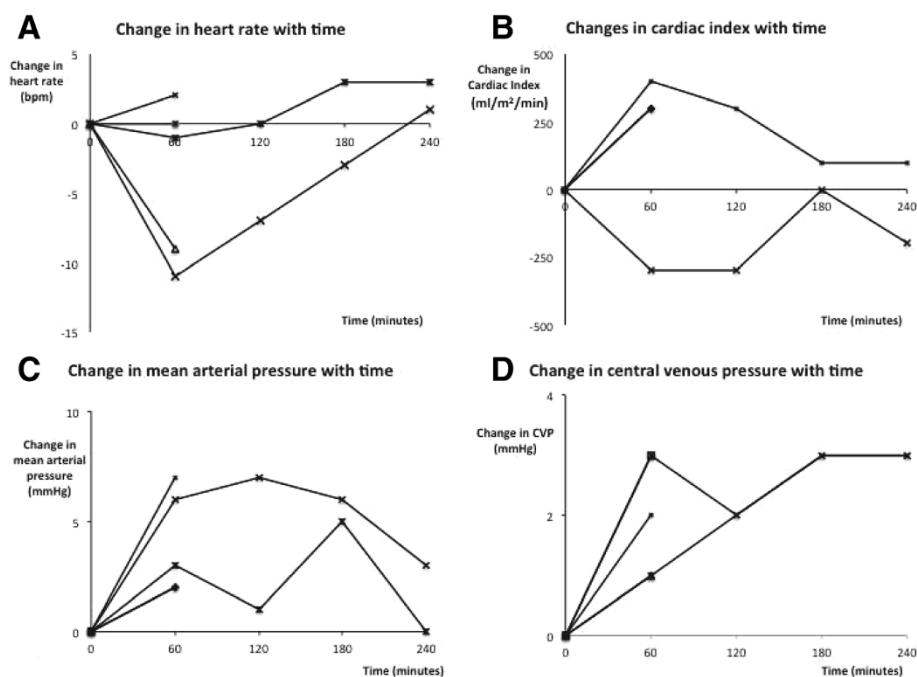 A
Change in heart rate with time
Change in
heart rate
(bpm)
5
0
-5
-10
-15
0
60
120
180
240
Time (minutes)
B
Changes in cardiac index with time
Change in
Cardiac Index
(ml/m²/min)
500
250
0
-250
-500
0
60
120
180
240
Time (minutes)
C
Change in mean arterial pressure with time
Change in
mean arterial
pressure
(mmHg)
10
5
0
0
60
120
180
240
Time (minutes)
D
Change in central venous pressure with time
Change in CVP
(mmHg)
4
2
0
0
60
120
180
240
Time (minutes)